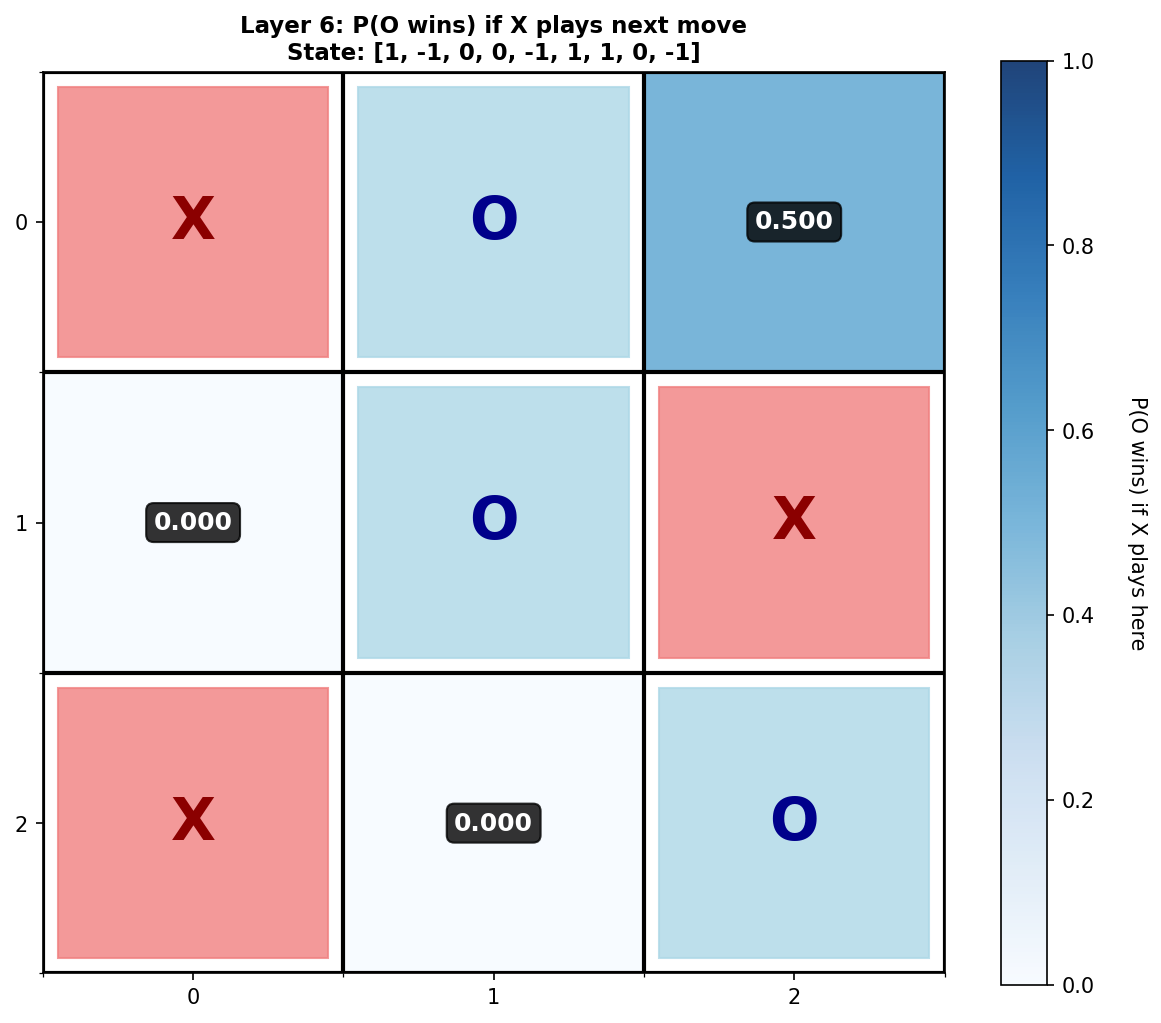 Layer 6: P(O wins) if X plays next move
State: [1, -1, 0, 0, -1, 1, 1, 0, -1]
X
O
0.500
0
0.000
O
X
1
X
0.000
O
2
0
1
2
1.0
0.8
0.6
0.4
0.2
0.0
P(O wins) if X plays here